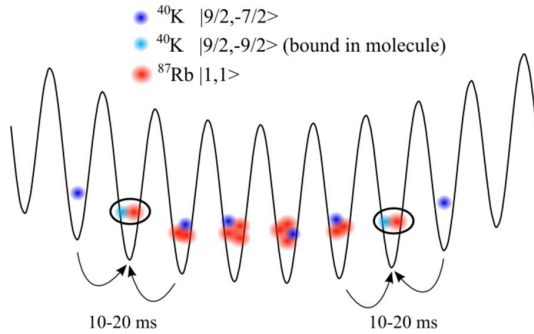 ⁴⁰K |9/2,-7/2>
⁴⁰K |9/2,-9/2> (bound in molecule)
⁸⁷Rb |1,1>
10-20 ms
10-20 ms